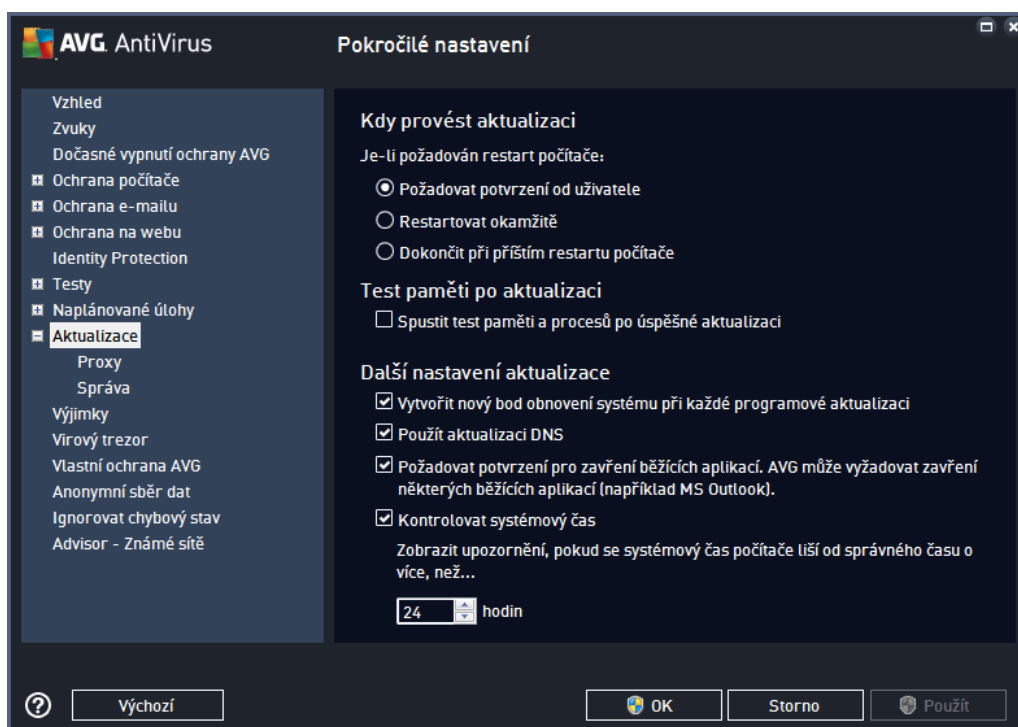 AVG. AntiVirus
Pokročilé nastavení
Vzhled
Zvuky
Dočasné vypnutí ochrany AVG
Ochrana počítače
Ochrana e-mailu
Ochrana na webu
Identity Protection
Testy
Naplánované úlohy
Aktualizace
Proxy
Správa
Výjimky
Virový trezor
Vlastní ochrana AVG
Anonymní sběr dat
Ignorovat chybový stav
Advisor - Známé sítě
Kdy provést aktualizaci
Je-li požadován restart počítače:
Požadovat potvrzení od uživatele
Restartovat okamžitě
Dokončit při příštím restartu počítače
Test paměti po aktualizaci
Spustit test paměti a procesů po úspěšné aktualizaci
Další nastavení aktualizace
Vytvořit nový bod obnovení systému při každé programové aktualizaci
Použít aktualizaci DNS
Požadovat potvrzení pro zavření běžících aplikací. AVG může vyžadovat zavření
některých běžících aplikací (například MS Outlook).
Kontrolovat systémový čas
Zobrazit upozornění, pokud se systémový čas počítače liší od správného času o
více, než...
24 hodin
Výchozí
OK
Storno
Použít